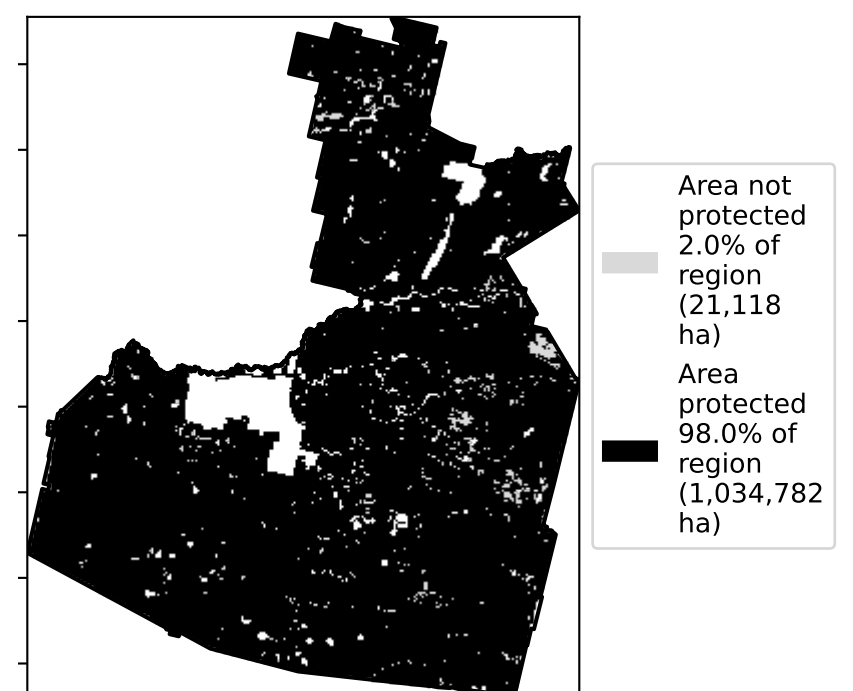 Area not
protected
2.0% of
region
(21,118
ha)
Area
protected
98.0% of
region
(1,034,782
ha)